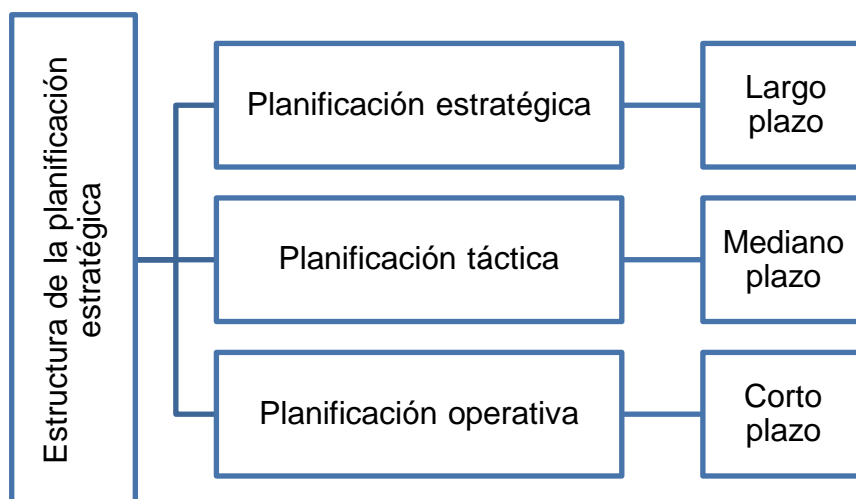 Estructura de la planificación
estratégica
Planificación estratégica
Largo
plazo
Planificación táctica
Mediano
plazo
Planificación operativa
Corto
plazo